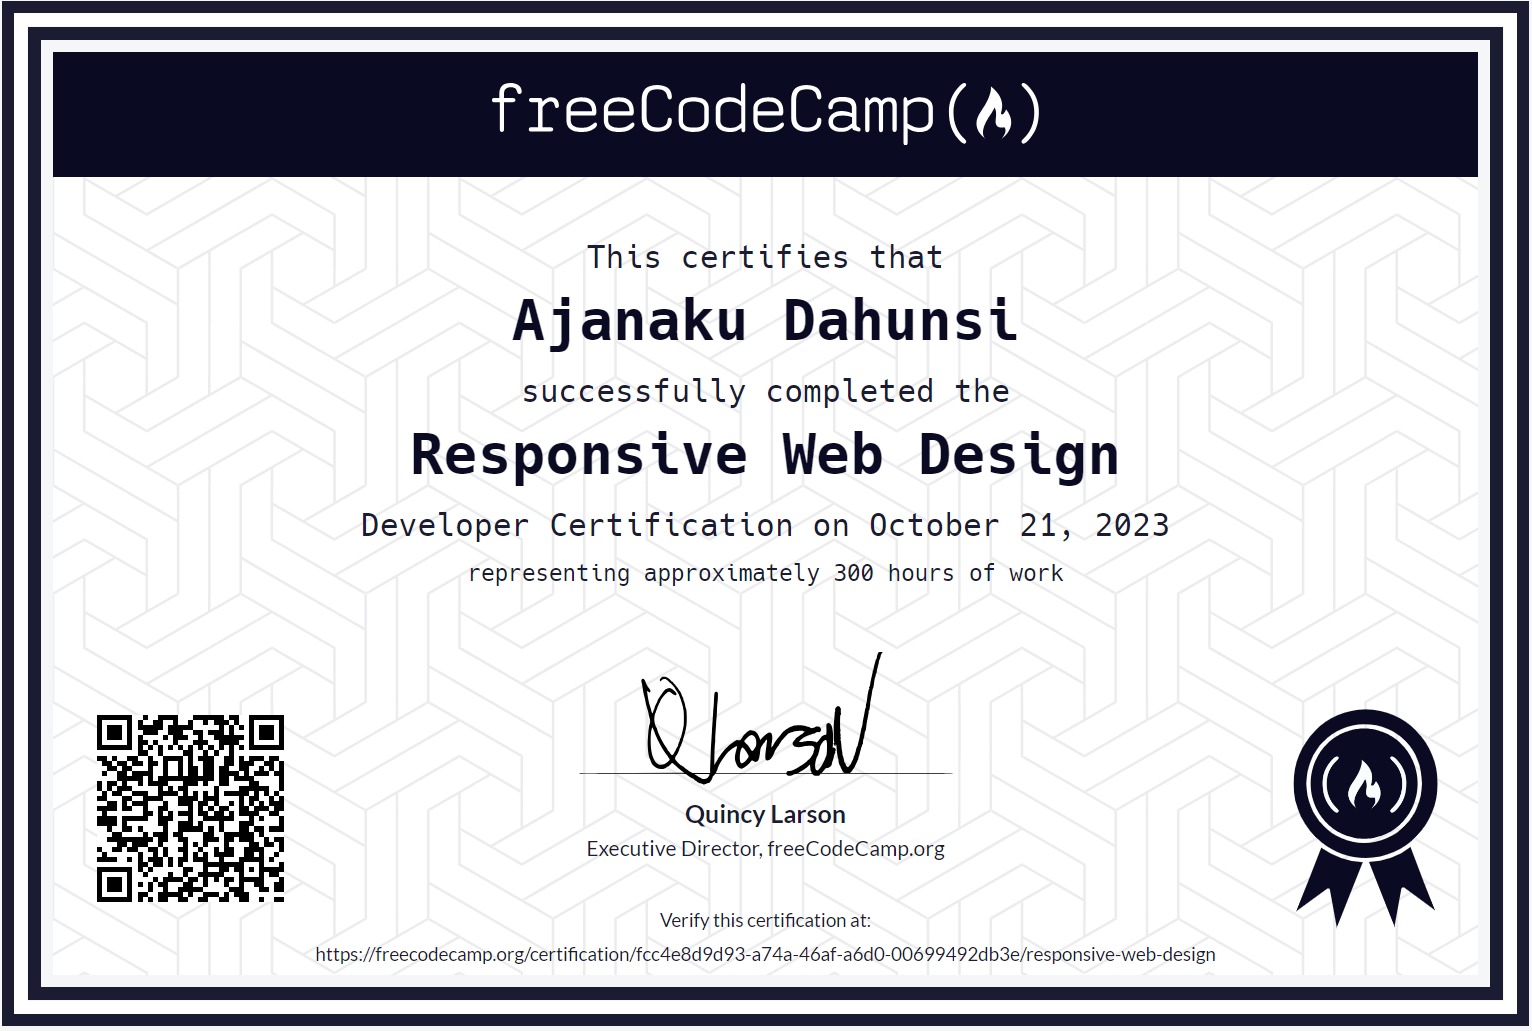 freeCodeCamp
This certifies that
Ajanaku Dahunsi
successfully completed the
Responsive Web Design
Developer Certification on October 21, 2023
representing approximately 300 hours of work
Quincy Larson
Executive Director, freeCodeCamp.org
Verify this certification at:
https://freecodecamp.org/certification/fcc4e8d9d93-a74a-46af-a6d0-00699492db3e/responsive-web-design